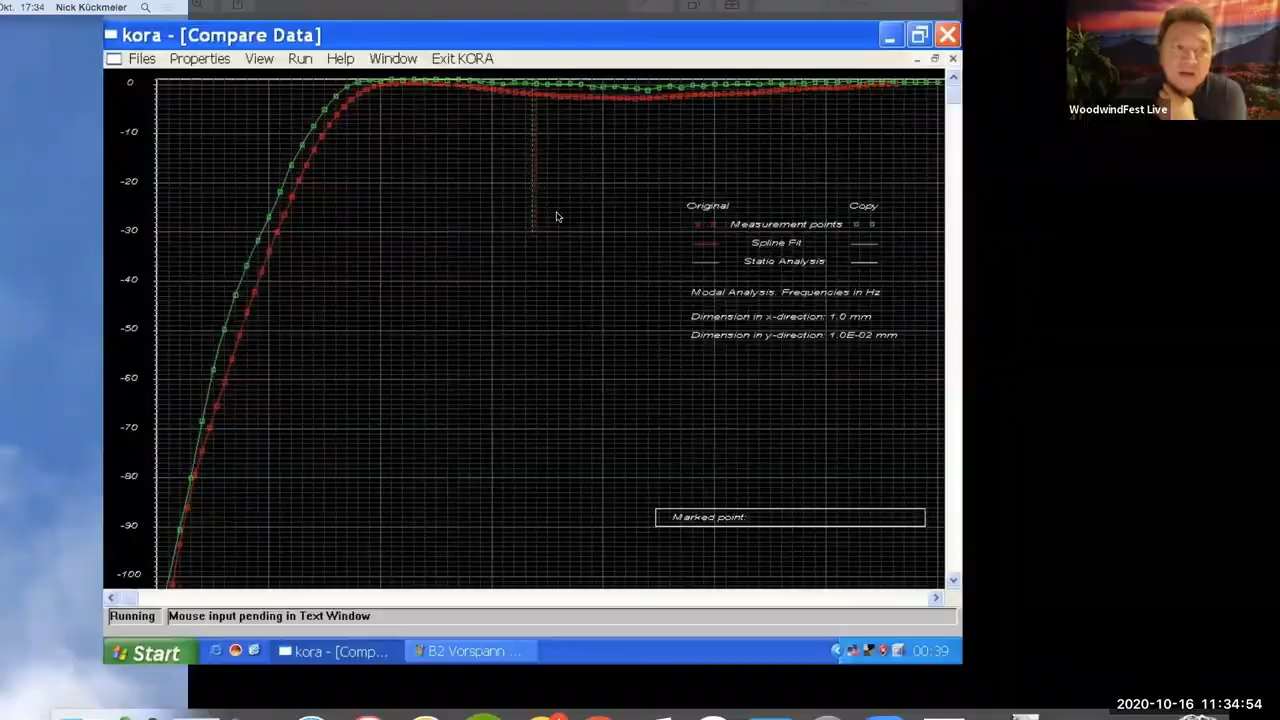 Okt. 17:34 Nick Kückmeier
kora - [Compare Data]
Files Properties View Run Help Window Exit KORA
WoodwindFest Live
0
-10
-20
-30
-40
-50
-60
-70
-80
-90
-100
Original Copy
Measurement points
Spline Fit
Static Analysis
Modal Analysis. Frequencies in Hz
Dimension in x-direction: 1.0 mm
Dimension in y-direction: 1.0E-02 mm
Marked point:
Running Mouse input pending in Text Window
Start kora - [Comp... B2 Vorspann ... 00:39
2020-10-16 11:34:54